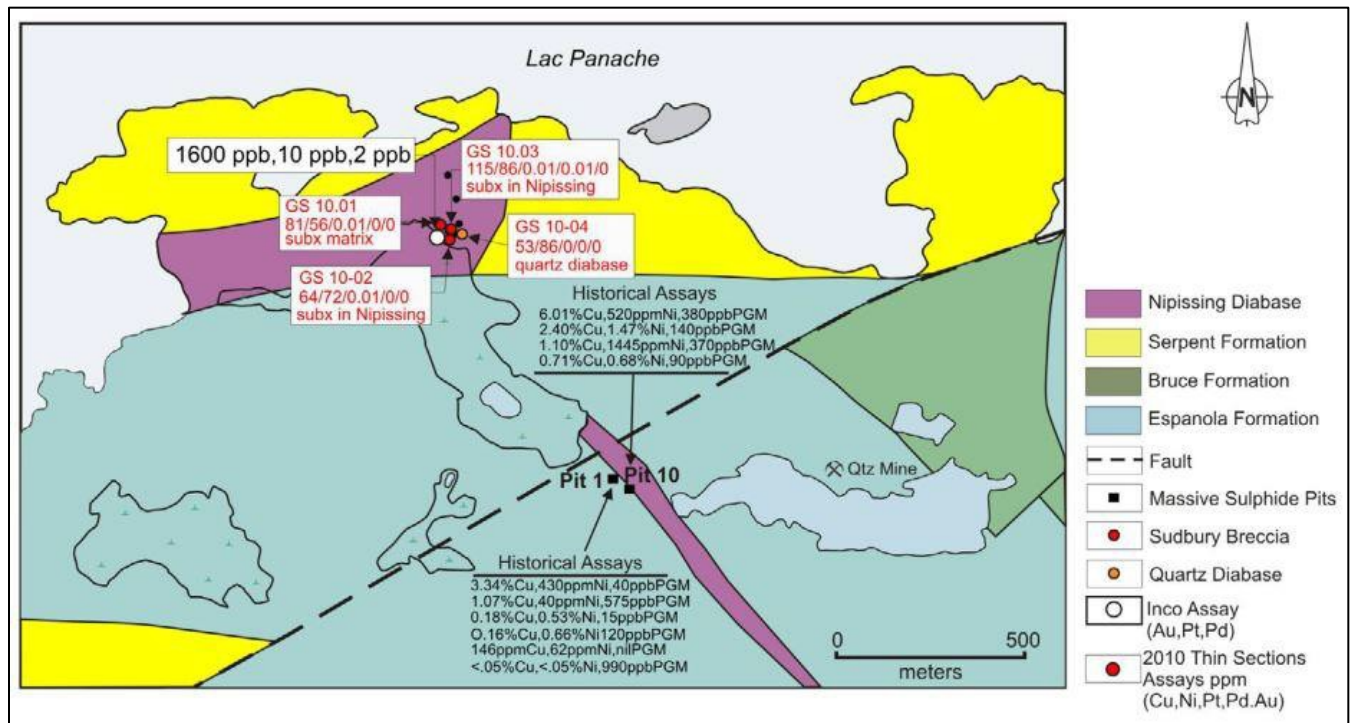 Lac Panache
N
1600 ppb,10 ppb,2 ppb
GS 10.03
115/86/0.01/0.01/0
subx in Nipissing
GS 10.01
81/56/0.01/0/0
subx matrix
GS 10-04
53/86/0/0/0
quartz diabase
GS 10-02
64/72/0.01/0/0
subx in Nipissing
Historical Assays
6.01%Cu,520ppmNi,380ppbPGM
2.40%Cu,1.47%Ni,140ppbPGM
1.10%Cu,1445ppmNi,370ppbPGM
0.71%Cu,0.68%Ni,90ppbPGM
Qtz Mine
Pit 1
Pit 10
Historical Assays
3.34%Cu,430ppmNi,40ppbPGM
1.07%Cu,40ppmNi,575ppbPGM
0.18%Cu,0.53%Ni,15ppbPGM
O.16%Cu,0.66%Ni120ppbPGM
146ppmCu,62ppmNi,nilPGM
<.05%Cu,<.05%Ni,990ppbPGM
0 500
meters
Nipissing Diabase
Serpent Formation
Bruce Formation
Espanola Formation
Fault
Massive Sulphide Pits
Sudbury Breccia
Quartz Diabase
Inco Assay
(Au,Pt,Pd)
2010 Thin Sections
Assays ppm
(Cu,Ni,Pt,Pd.Au)